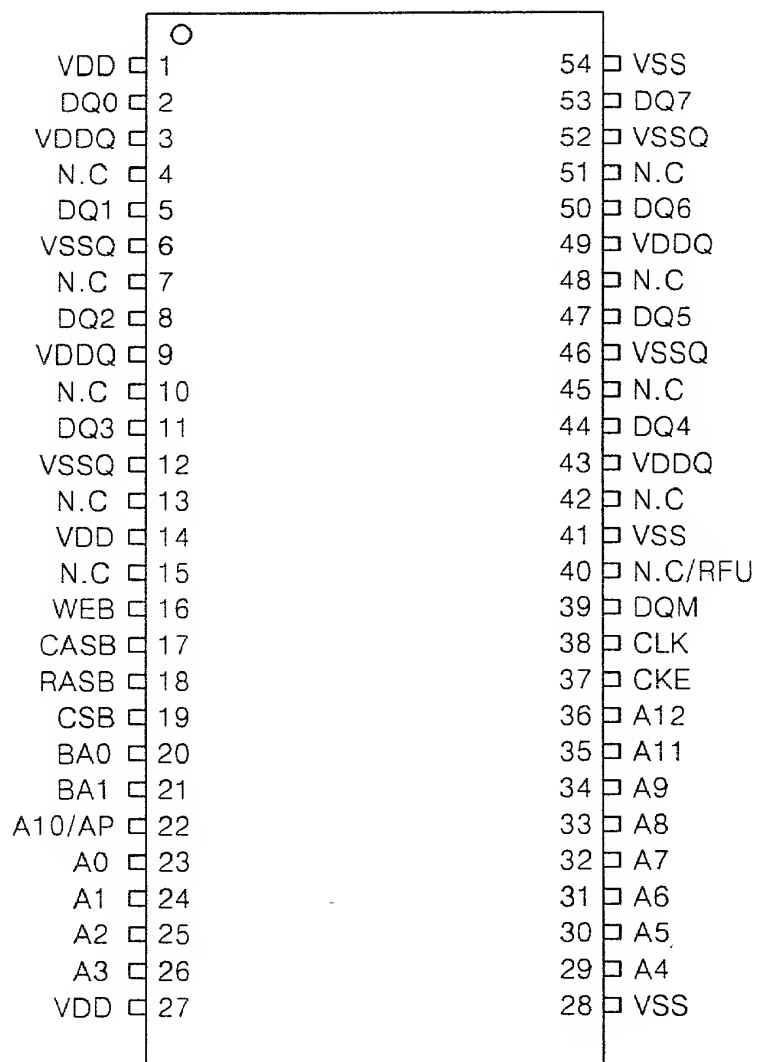 VDD 1 54 VSS
DQ0 2 53 DQ7
VDDQ 3 52 VSSQ
N.C 4 51 N.C
DQ1 5 50 DQ6
VSSQ 6 49 VDDQ
N.C 7 48 N.C
DQ2 8 47 DQ5
VDDQ 9 46 VSSQ
N.C 10 45 N.C
DQ3 11 44 DQ4
VSSQ 12 43 VDDQ
N.C 13 42 N.C
VDD 14 41 VSS
N.C 15 40 N.C/RFU
WEB 16 39 DQM
CASB 17 38 CLK
RASB 18 37 CKE
CSB 19 36 A12
BA0 20 35 A11
BA1 21 34 A9
A10/AP 22 33 A8
A0 23 32 A7
A1 24 31 A6
A2 25 30 A5
A3 26 29 A4
VDD 27 28 VSS